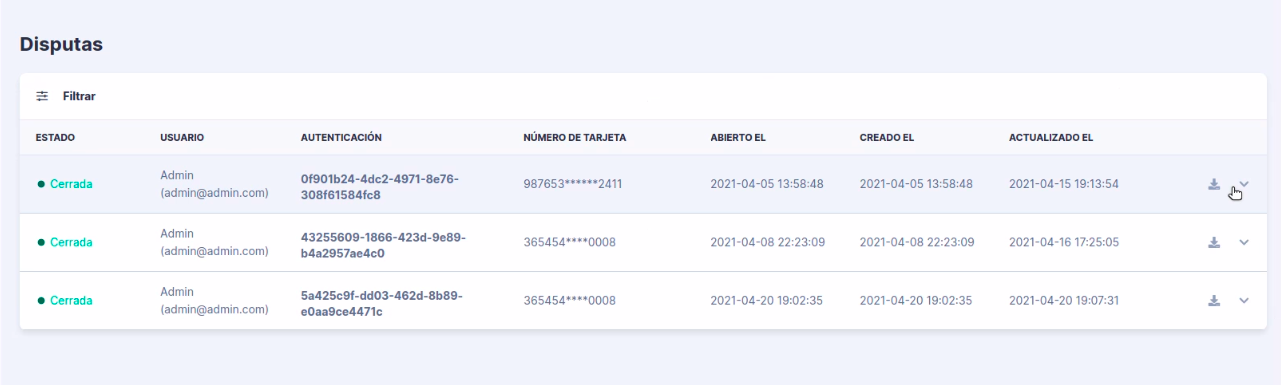 Disputas
Filtrar
ESTADO USUARIO AUTENTICACIÓN NÚMERO DE TARJETA ABIERTO EL CREADO EL ACTUALIZADO EL
Cerrada Admin (admin@admin.com) 0f901b24-4dc2-4971-8e76-308f61584fc8 987653******2411 2021-04-05 13:58:48 2021-04-05 13:58:48 2021-04-15 19:13:54
Cerrada Admin (admin@admin.com) 43255609-1866-423d-9e89-b4a2957ae4c0 365454****0008 2021-04-08 22:23:09 2021-04-08 22:23:09 2021-04-16 17:25:05
Cerrada Admin (admin@admin.com) 5a425c9f-dd03-462d-8b89-e0aa9ce4471c 365454****0008 2021-04-20 19:02:35 2021-04-20 19:02:35 2021-04-20 19:07:31